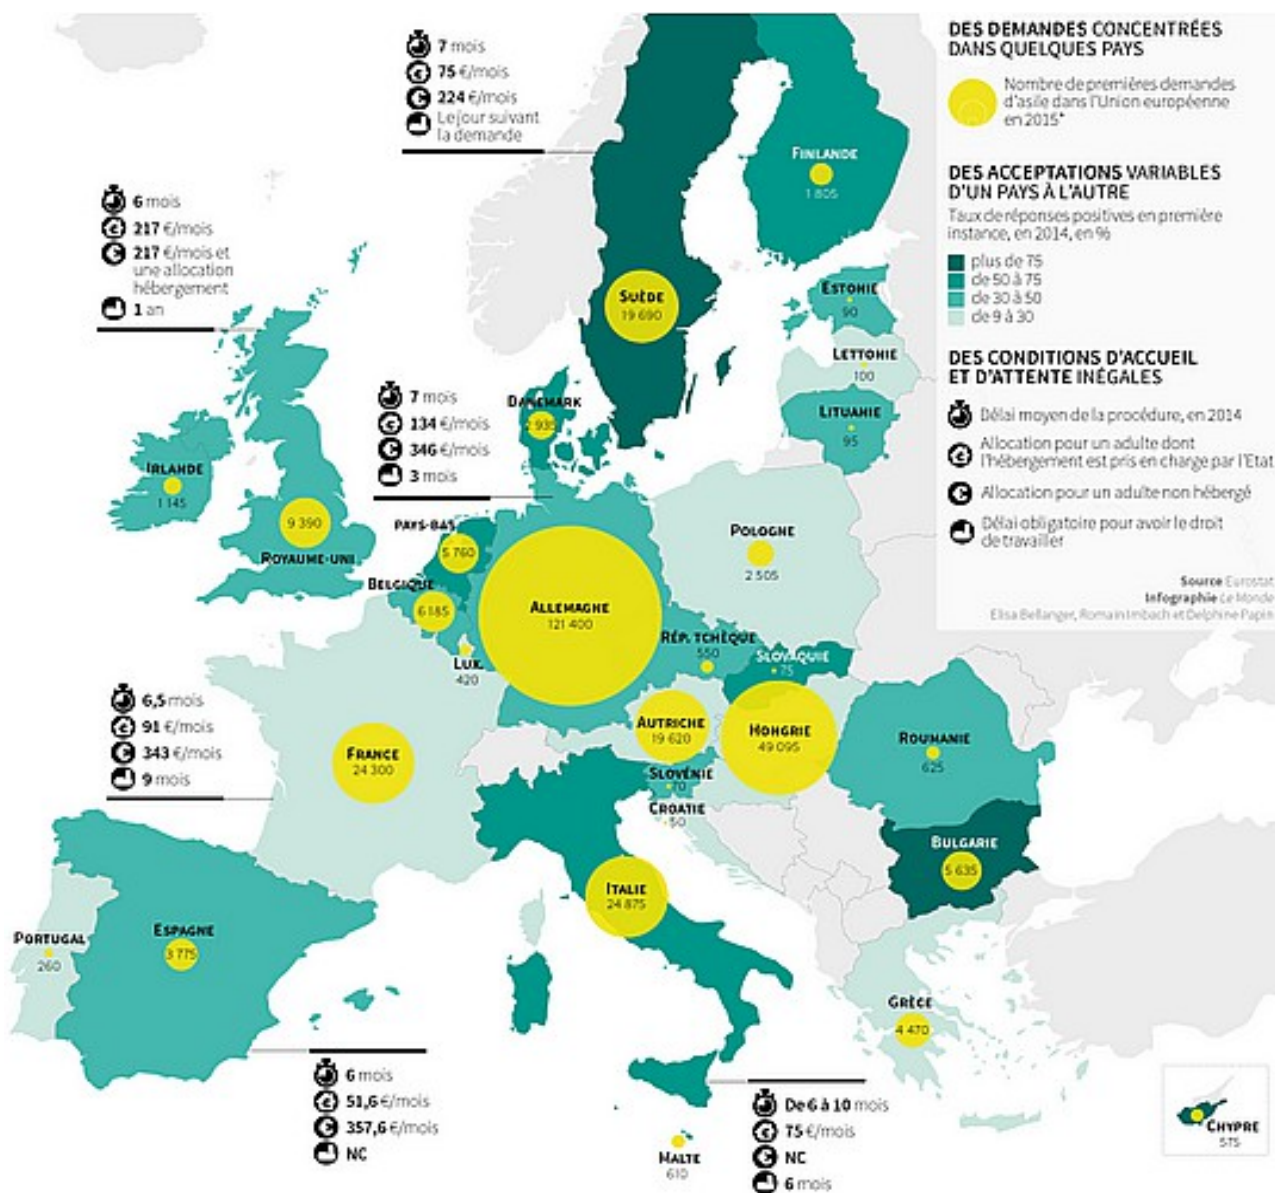 DES DEMANDES CONCENTRÉES
DANS QUELQUES PAYS
Nombre de premières demandes
d'asile dans l'Union européenne
en 2015*
DES ACCEPTATIONS VARIABLES
D'UN PAYS À L'AUTRE
Taux de réponses positives en première
instance, en 2014, en %
plus de 75
de 50 à 75
de 30 à 50
de 9 à 30
DES CONDITIONS D'ACCUEIL
ET D'ATTENTE INÉGALES
Délai moyen de la procédure, en 2014
Allocation pour un adulte dont
l'hébergement est pris en charge par l'Etat
Allocation pour un adulte non hébergé
Délai obligatoire pour avoir le droit
de travailler
Source Eurostat
Infographie Le Monde
Elisa Bellanger, Romain Imbach et Delphine Papin
7 mois
75 €/mois
224 €/mois
Le jour suivant
la demande
6 mois
217 €/mois
217 €/mois et
une allocation
hébergement
1 an
7 mois
134 €/mois
346 €/mois
3 mois
6,5 mois
91 €/mois
343 €/mois
9 mois
6 mois
51,6 €/mois
357,6 €/mois
NC
De 6 à 10 mois
75 €/mois
NC
6 mois
FINLANDE
1 805
SUÈDE
19 690
ESTONIE
90
LETTONIE
100
LITUANIE
95
DANEMARK
2 935
IRLANDE
1 145
9 390
ROYAUME-UNI
PAYS-BAS
5 760
BELGIQUE
6 185
LUX.
420
ALLEMAGNE
121 400
POLOGNE
2 505
RÉP. TCHÈQUE
550
SLOVAQUIE
75
AUTRICHE
19 620
HONGRIE
49 095
ROUMANIE
625
FRANCE
24 300
SLOVÉNIE
70
CROATIE
50
BULGARIE
5 635
ITALIE
24 875
PORTUGAL
260
ESPAGNE
3 775
GRÈCE
4 470
MALTE
610
CHYPRE
575